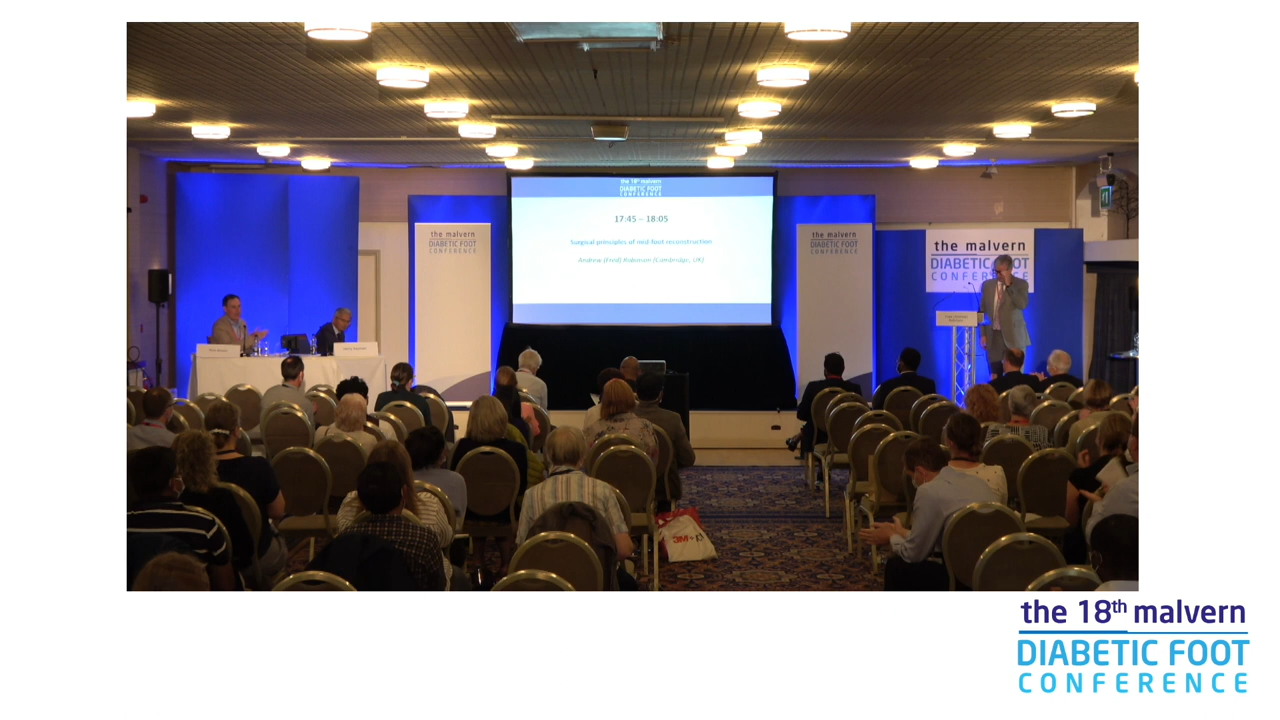 the 18th malvern
DIABETIC FOOT
CONFERENCE
17:45 – 18:05
Surgical principles of mid-foot reconstruction
Andrew (Fred) Robinson (Cambridge, UK)
the malvern
DIABETIC FOOT
CONFERENCE
the malvern
DIABETIC FOOT
CONFERENCE
the malvern
DIABETIC FOOT
CONFERENCE
3M
the 18th malvern
DIABETIC FOOT
CONFERENCE